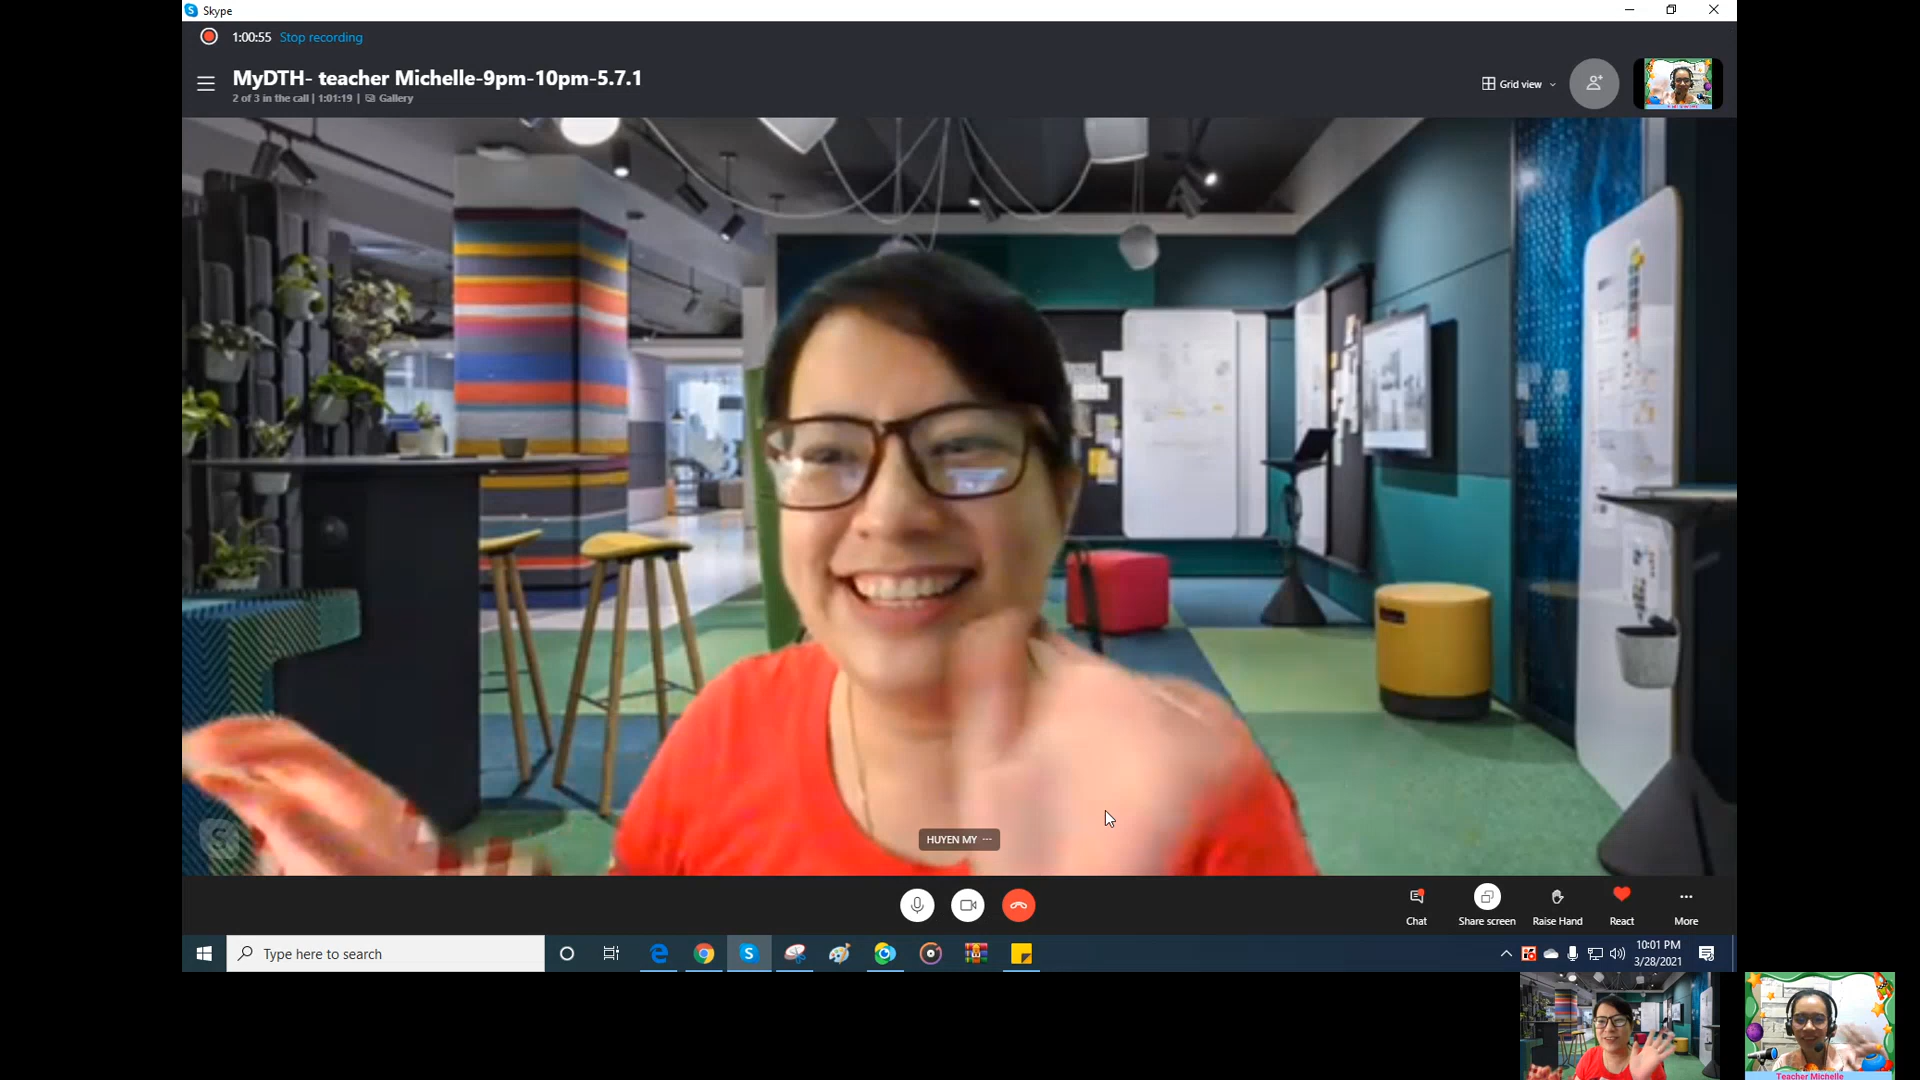 Skype
1:00:55 Stop recording
MyDTH- teacher Michelle-9pm-10pm-5.7.1
2 of 3 in the call | 1:01:19 | Gallery
Grid view
HUYEN MY ...
Chat
Share screen
Raise Hand
React
More
Type here to search
10:01 PM
3/28/2021
Teacher Michelle